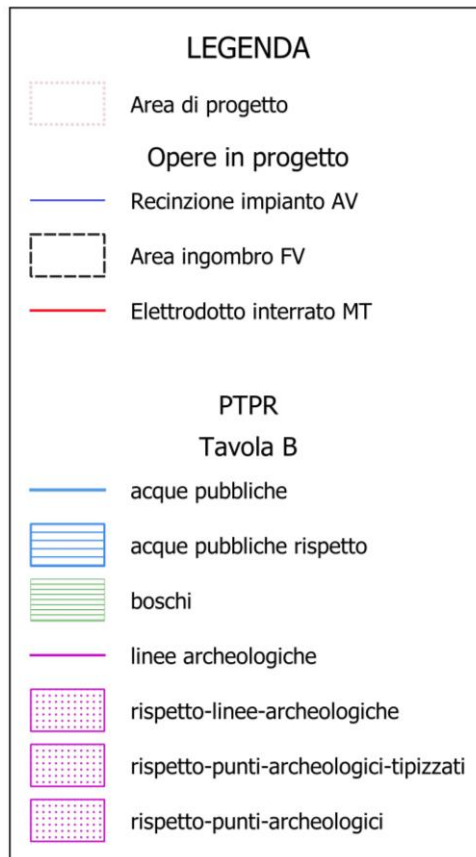 LEGENDA
Area di progetto
Opere in progetto
Recinzione impianto AV
Area ingombro FV
Elettrodotto interrato MT
PTPR
Tavola B
acque pubbliche
acque pubbliche rispetto
boschi
linee archeologiche
rispetto-linee-archeologiche
rispetto-punti-archeologici-tipizzati
rispetto-punti-archeologici